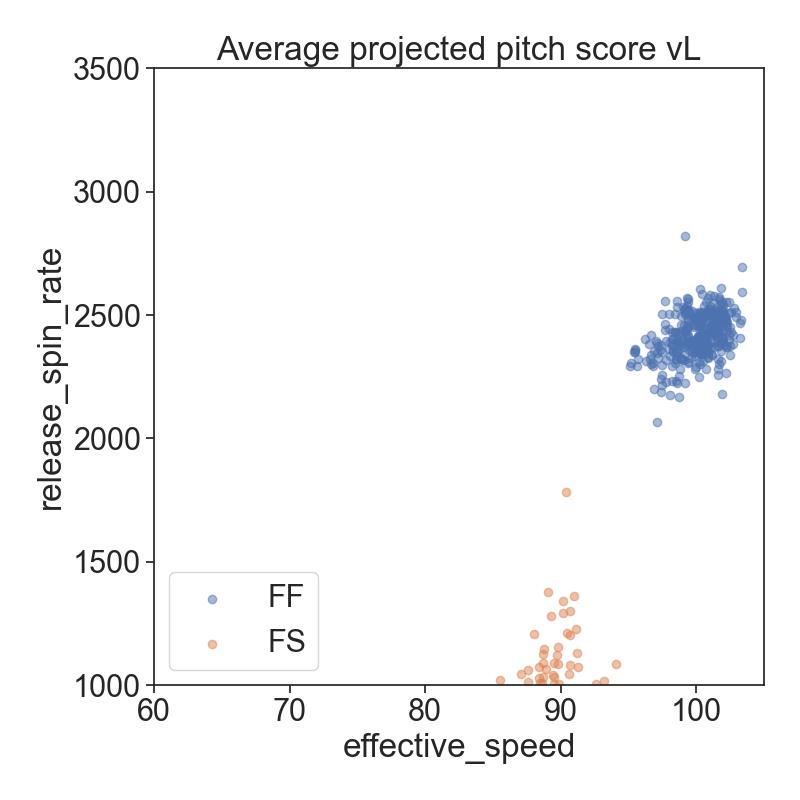 Average projected pitch score vL
3500
3000
2500
2000
1500
1000
release_spin_rate
FF
FS
60 70 80 90 100
effective_speed